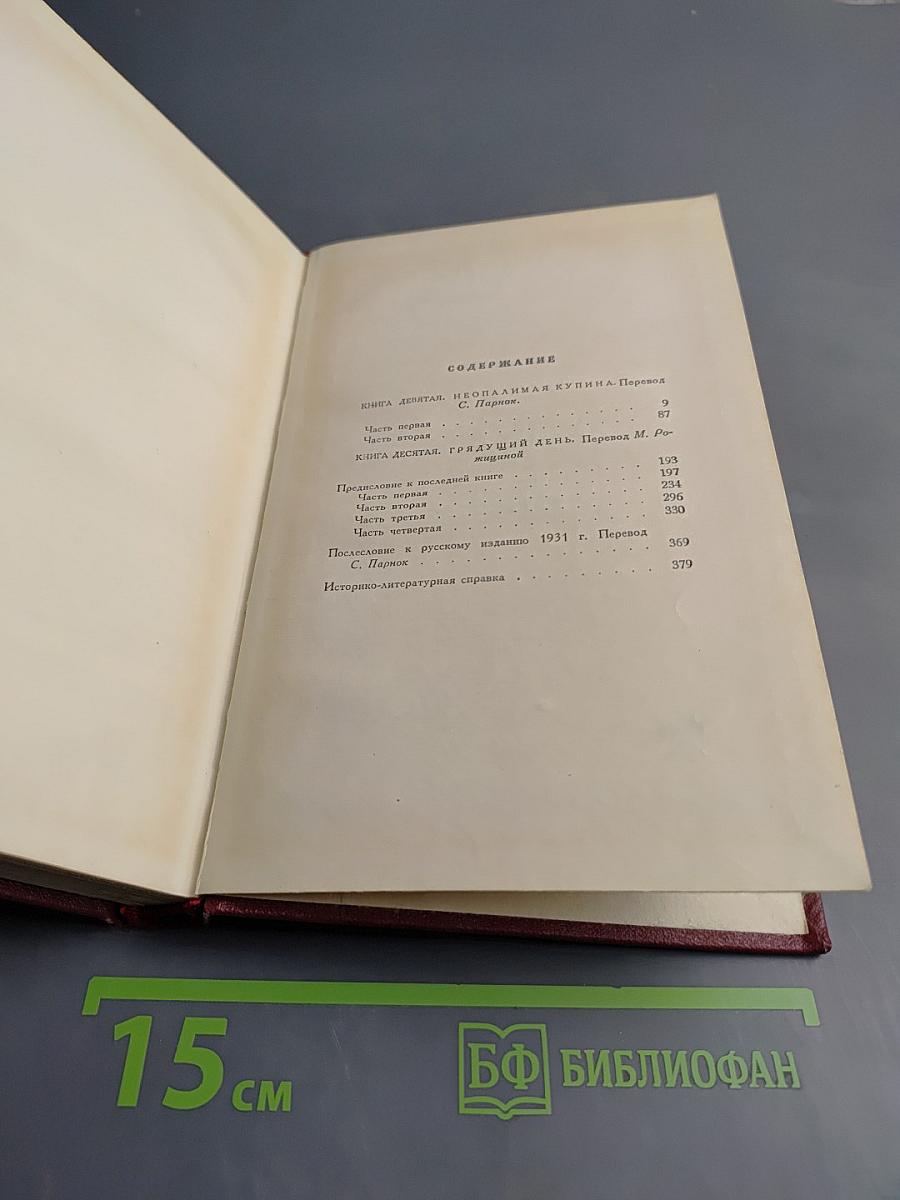 СОДЕРЖАНИЕ
КНИГА ДЕВЯТАЯ. НЕОПАЛИМАЯ КУПИНА. Перевод
С. Парнок.
Часть первая . . . . . . . . . . . . . 9
Часть вторая . . . . . . . . . . . . . 87
КНИГА ДЕСЯТАЯ. ГРЯДУЩИЙ ДЕНЬ. Перевод М. Ро-
жициной
Предисловие к последней книге . . . . . . . . 193
Часть первая . . . . . . . . . . . . . 197
Часть вторая . . . . . . . . . . . . . 234
Часть третья . . . . . . . . . . . . . 296
Часть четвертая . . . . . . . . . . . . 330
Послесловие к русскому изданию 1931 г. Перевод
С. Парнок . . . . . . . . . . . . . . 369
Историко-литературная справка . . . . . . . . 379
15 см
БФ БИБЛИОФАН